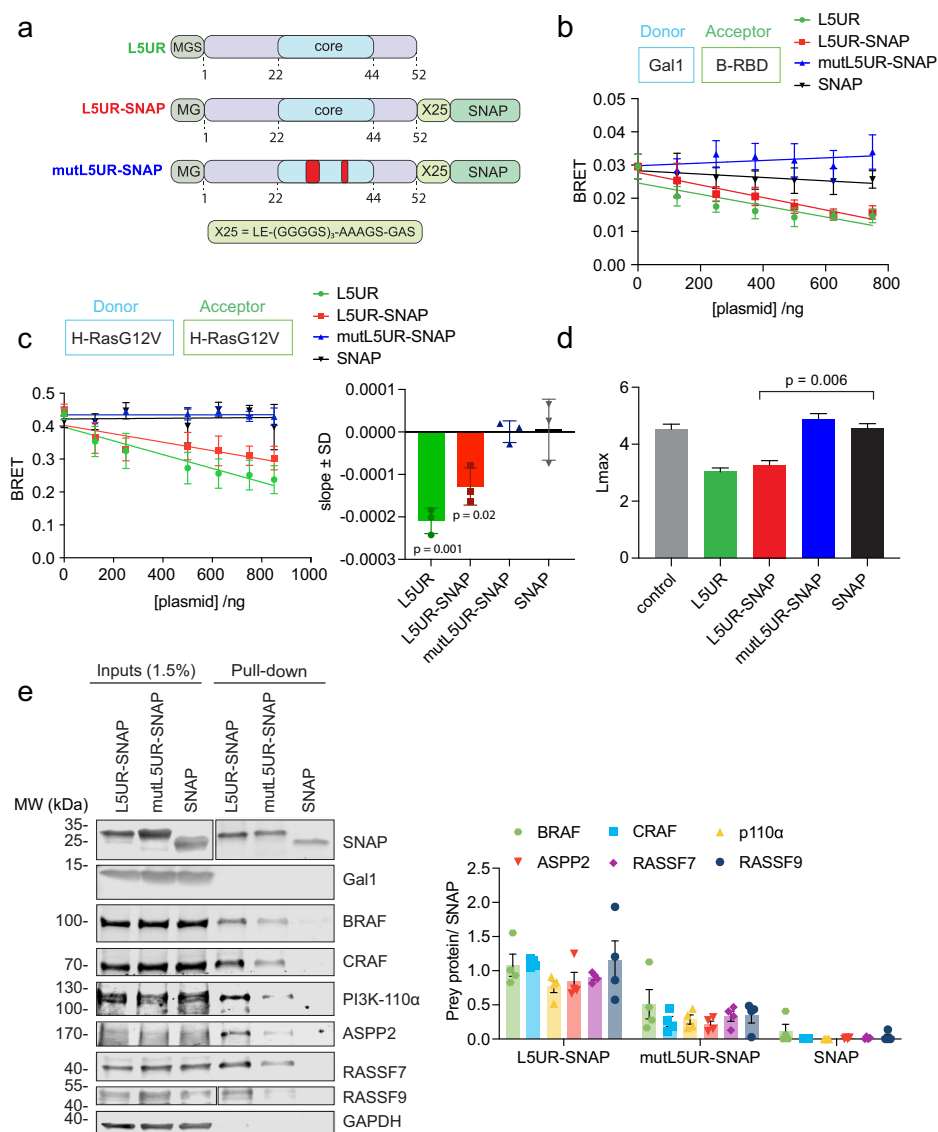 a
L5UR
MGS
core
1
22
44
52
L5UR-SNAP
MG
core
X25
SNAP
1
22
44
52
mutL5UR-SNAP
MG
X25
SNAP
1
22
44
52
X25 = LE-(GGGGS)₃-AAAGS-GAS
b
Donor
Acceptor
Gal1
B-RBD
L5UR
L5UR-SNAP
mutL5UR-SNAP
SNAP
BRET
0.05
0.04
0.03
0.02
0.01
0.00
0
200
400
600
800
[plasmid] /ng
c
Donor
Acceptor
H-RasG12V
H-RasG12V
L5UR
L5UR-SNAP
mutL5UR-SNAP
SNAP
BRET
0.5
0.4
0.3
0.2
0.1
0.0
0
200
400
600
800
1000
[plasmid] /ng
slope ± SD
0.0001
0.0000
-0.0001
-0.0002
-0.0003
p = 0.001
p = 0.02
L5UR
L5UR-SNAP
mutL5UR-SNAP
SNAP
d
p = 0.006
Lmax
6
4
2
0
control
L5UR
L5UR-SNAP
mutL5UR-SNAP
SNAP
e
Inputs (1.5%)
Pull-down
L5UR-SNAP
mutL5UR-SNAP
SNAP
L5UR-SNAP
mutL5UR-SNAP
SNAP
MW (kDa)
35-
25-
SNAP
15-
Gal1
100-
BRAF
70-
CRAF
130-
100-
PI3K-110α
170-
ASPP2
40-
RASSF7
55-
40-
RASSF9
40-
GAPDH
BRAF
CRAF
p110α
ASPP2
RASSF7
RASSF9
Prey protein/ SNAP
2.0
1.5
1.0
0.5
0.0
L5UR-SNAP
mutL5UR-SNAP
SNAP